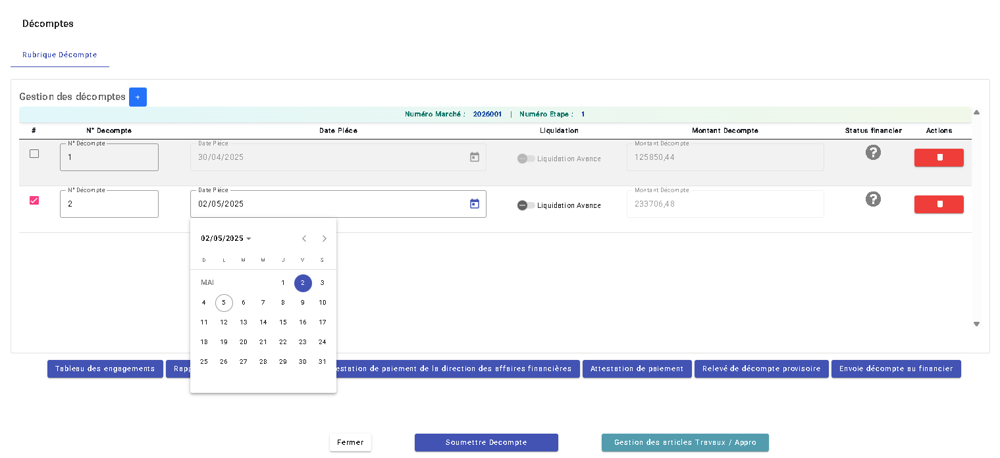 Décomptes
Rubrique Décompte
Gestion des décomptes +
Numéro Marché : 2026001 | Numéro Etape : 1
# N° Decompte Date Piéce Liquidation Montant Decompte Status financier Actions
N° Décompte Date Piéce Montant Décompte
1 30/04/2025 Liquidation Avance 125850,44 ?
N° Décompte Date Piéce Montant Décompte
2 02/05/2025 Liquidation Avance 233706,48 ?
02/05/2025
D L M M J V S
MAI 1 2 3
4 5 6 7 8 9 10
11 12 13 14 15 16 17
18 19 20 21 22 23 24
25 26 27 28 29 30 31
Tableau des engagements Rapp estation de paiement de la direction des affaires financières Attestation de paiement Relevé de décompte provisoire Envoie décompte au financier
Fermer Soumettre Decompte Gestion des articles Travaux / Appro